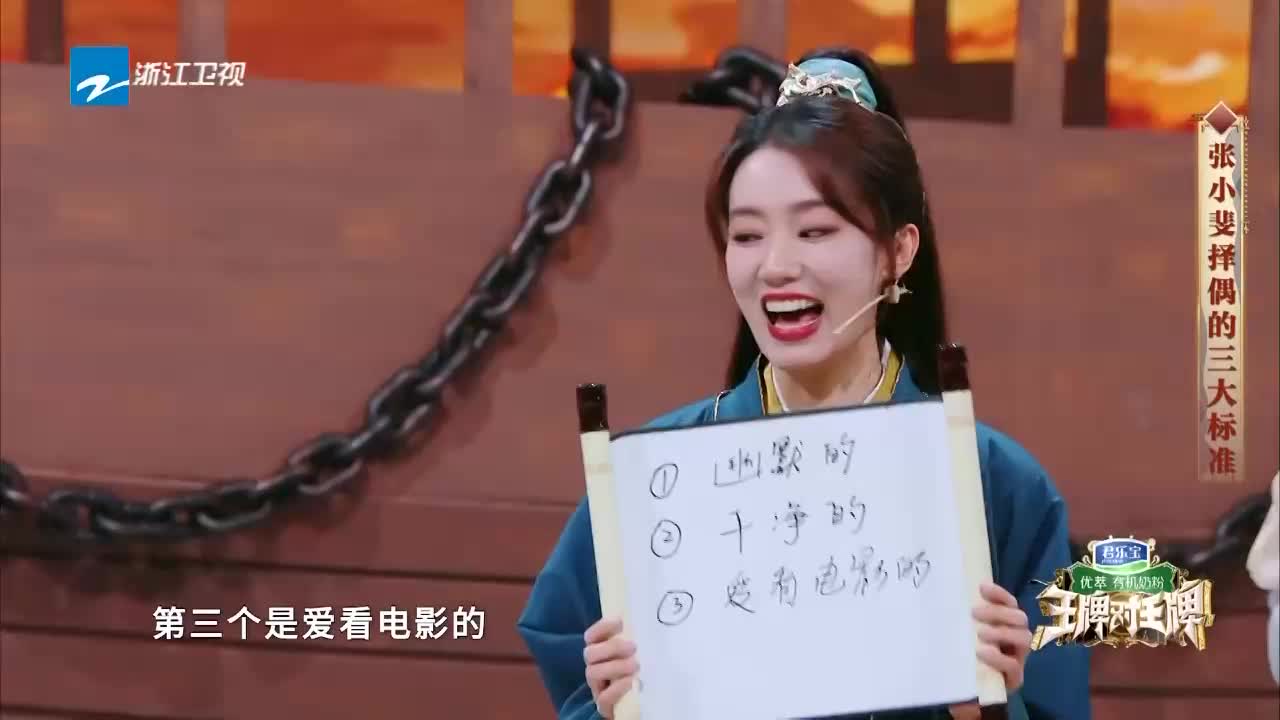 浙江卫视
张小斐择偶的三大标准
① 幽默的
② 干净的
③ 爱看电影的
第三个是爱看电影的
君乐宝
优萃 有机奶粉
王牌对王牌